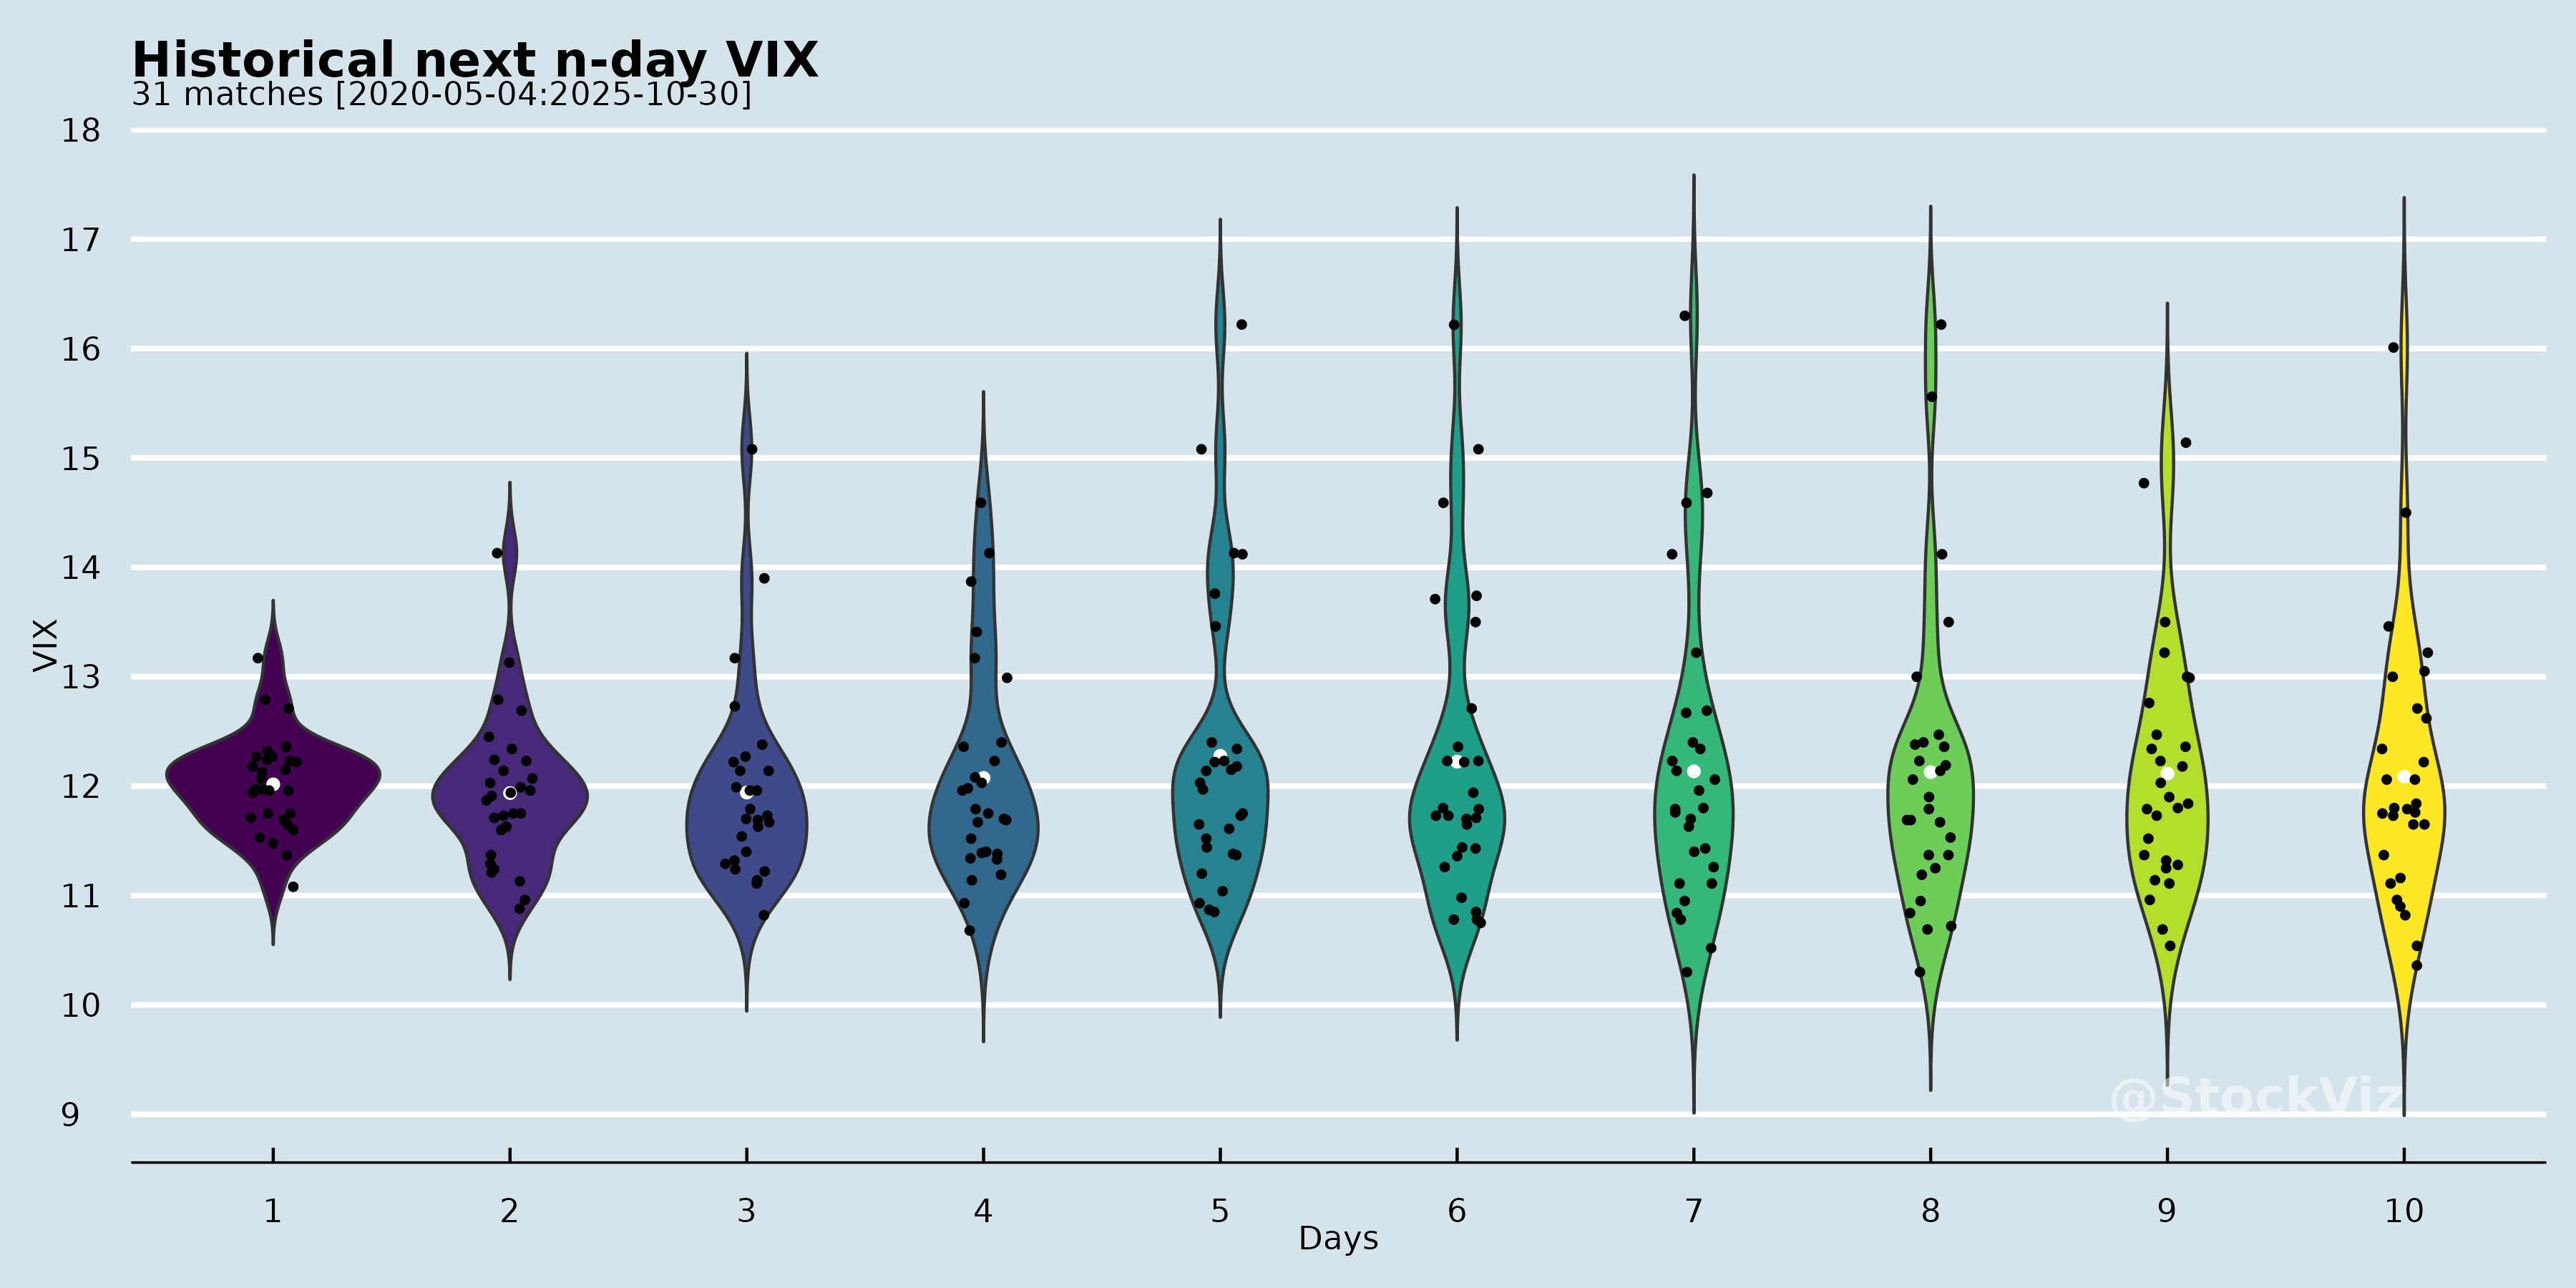 Historical next n-day VIX
31 matches [2020-05-04:2025-10-30]
18
17
16
15
14
13
12
11
10
9
VIX
@StockViz
1 2 3 4 5 6 7 8 9 10
Days